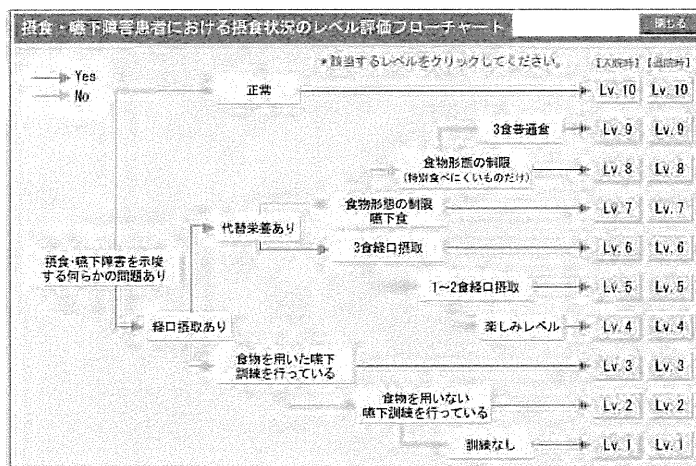 摂食・嚥下障害患者における摂食状況のレベル評価フローチャート
閉じる
*該当するレベルをクリックしてください。
【入院時】【退院時】
Yes
No
正常
Lv. 10 Lv. 10
3食普通食
Lv. 9 Lv. 9
食物形態の制限
(特別食べにくいものだけ)
Lv. 8 Lv. 8
食物形態の制限
嚥下食
Lv. 7 Lv. 7
代替栄養あり
3食経口摂取
Lv. 6 Lv. 6
摂食・嚥下障害を示唆
する何らかの問題あり
1~2食経口摂取
Lv. 5 Lv. 5
経口摂取あり
楽しみレベル
Lv. 4 Lv. 4
食物を用いた嚥下
訓練を行っている
Lv. 3 Lv. 3
食物を用いない
嚥下訓練を行っている
Lv. 2 Lv. 2
訓練なし
Lv. 1 Lv. 1